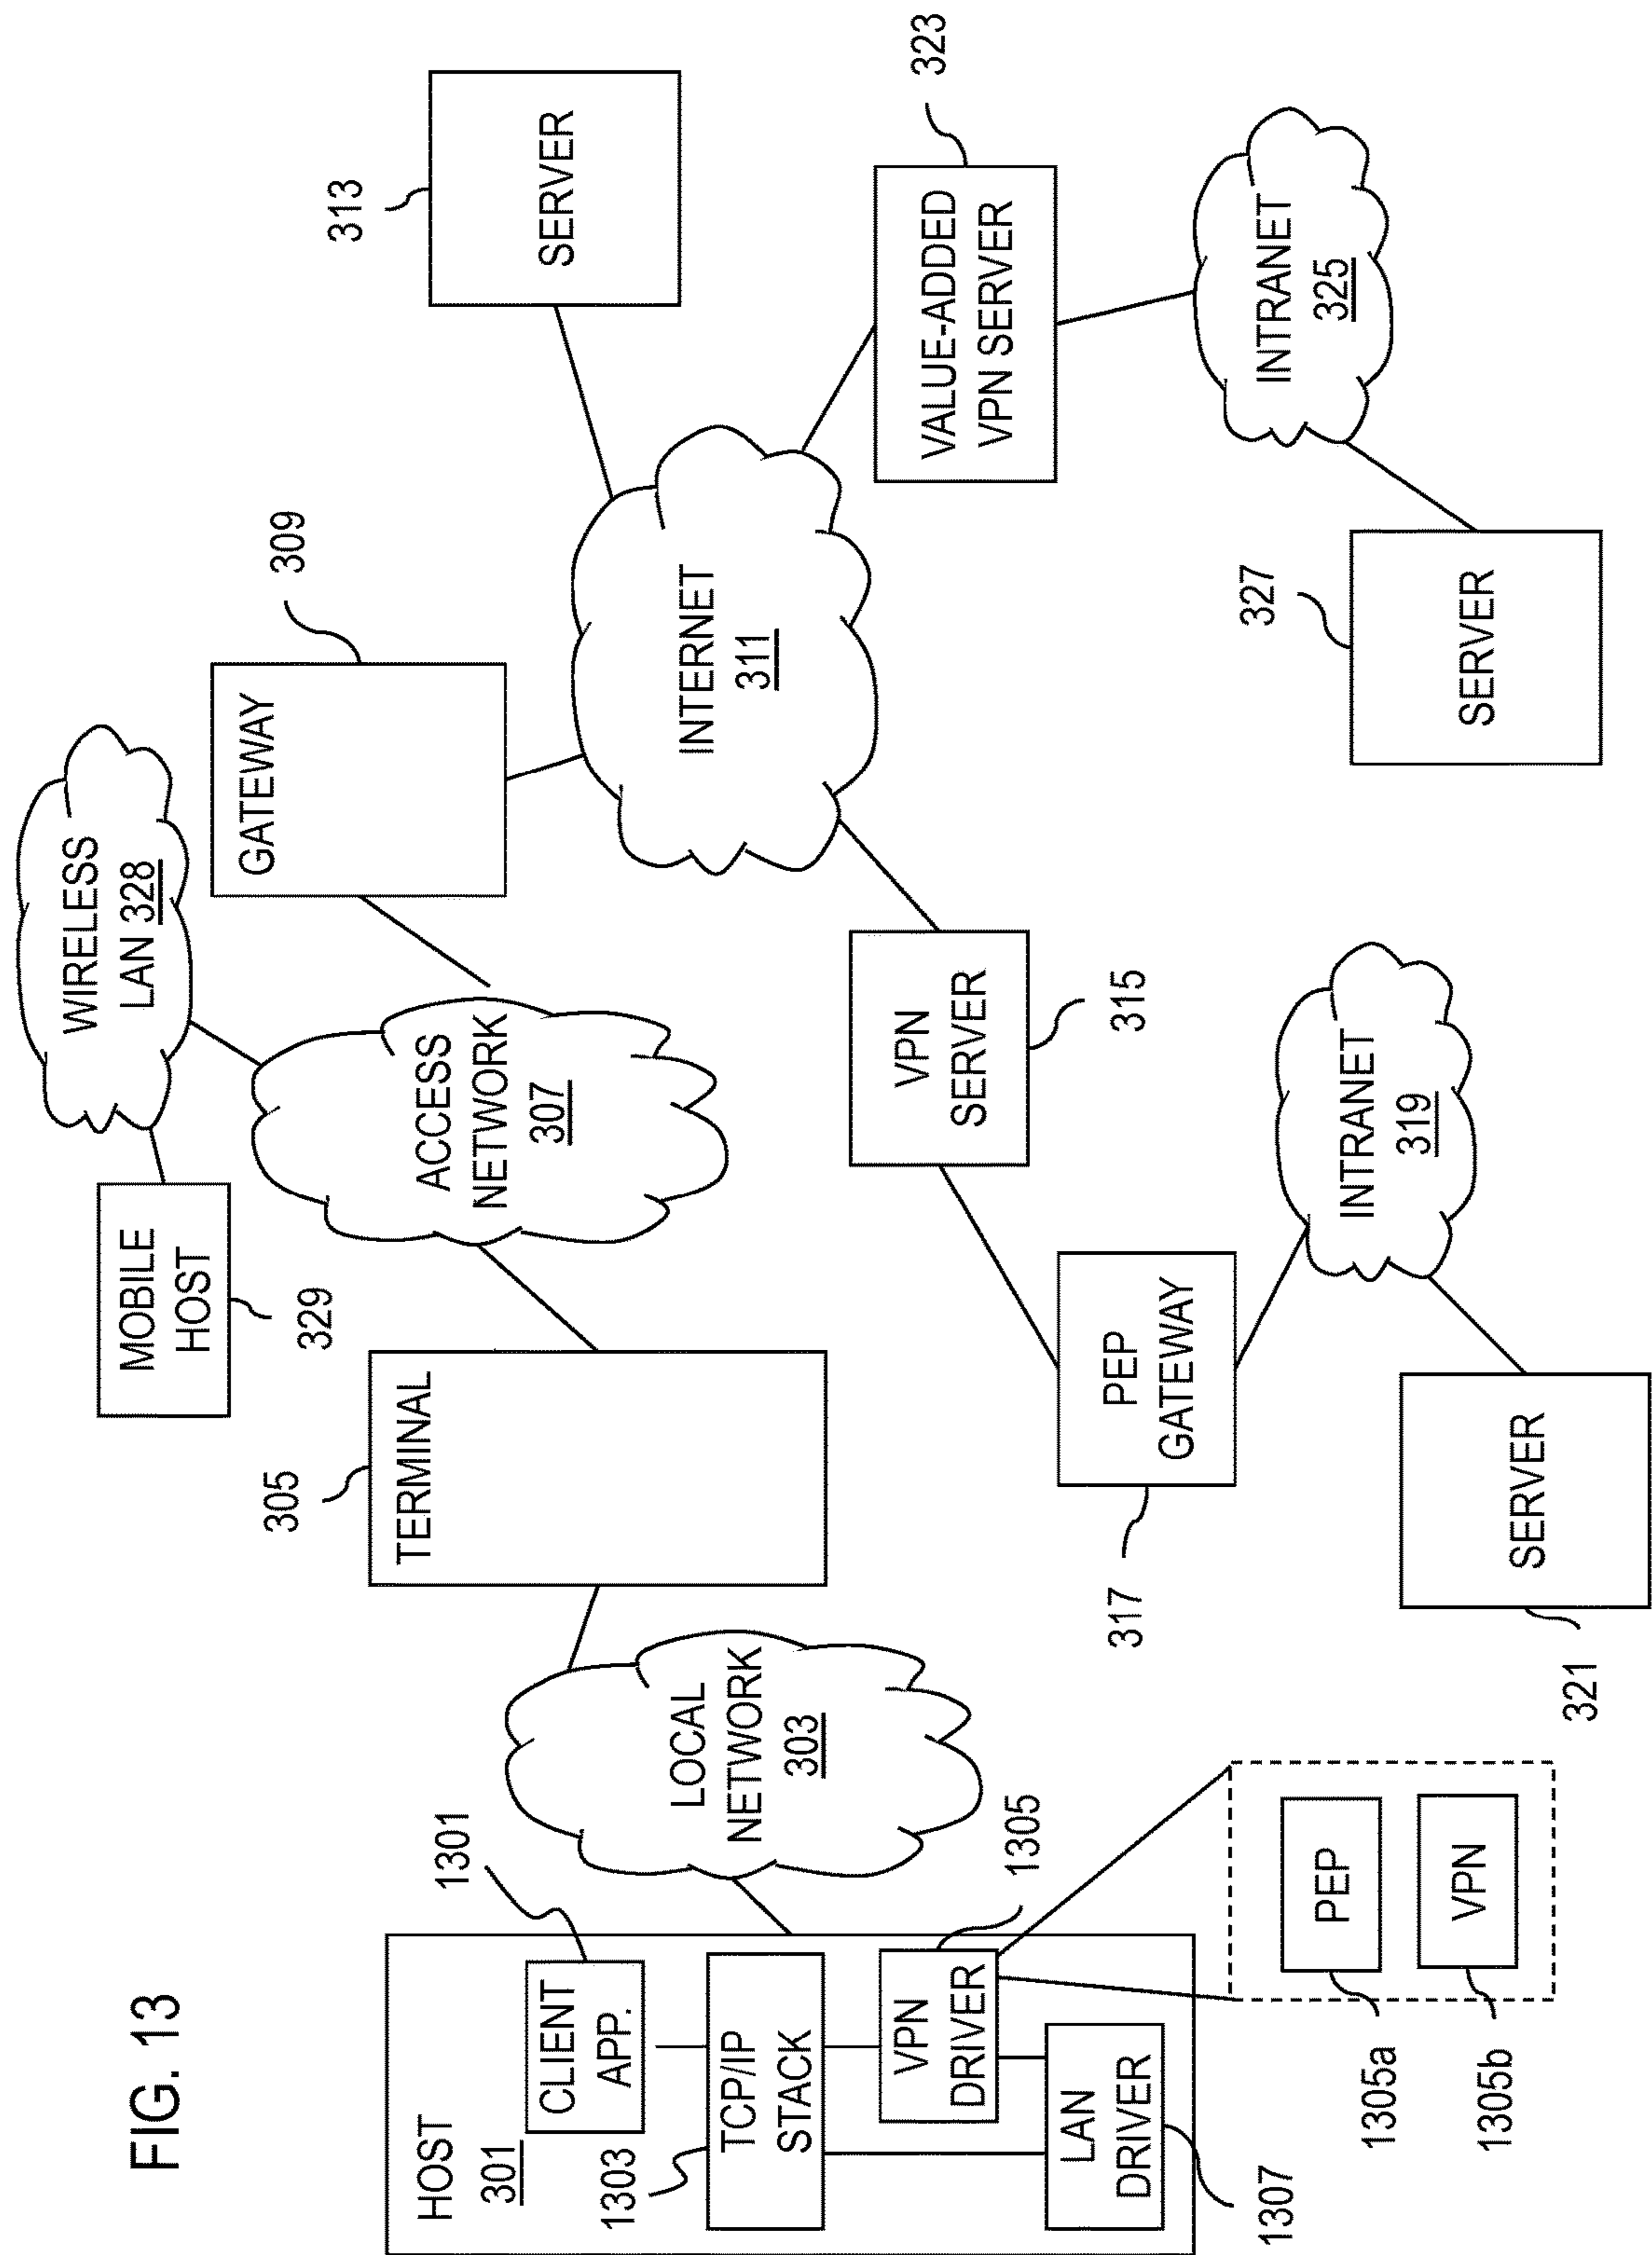 FIG. 13
HOST
301
CLIENT
APP.
1301
TCP/IP
STACK
1303
VPN
DRIVER
1305
LAN
DRIVER
1307
PEP
1305a
VPN
1305b
LOCAL
NETWORK
303
TERMINAL
305
MOBILE
HOST
329
WIRELESS
LAN 328
ACCESS
NETWORK
307
GATEWAY
309
INTERNET
311
SERVER
313
VPN
SERVER
315
PEP
GATEWAY
317
INTRANET
319
SERVER
321
VALUE-ADDED
VPN SERVER
323
INTRANET
325
SERVER
327